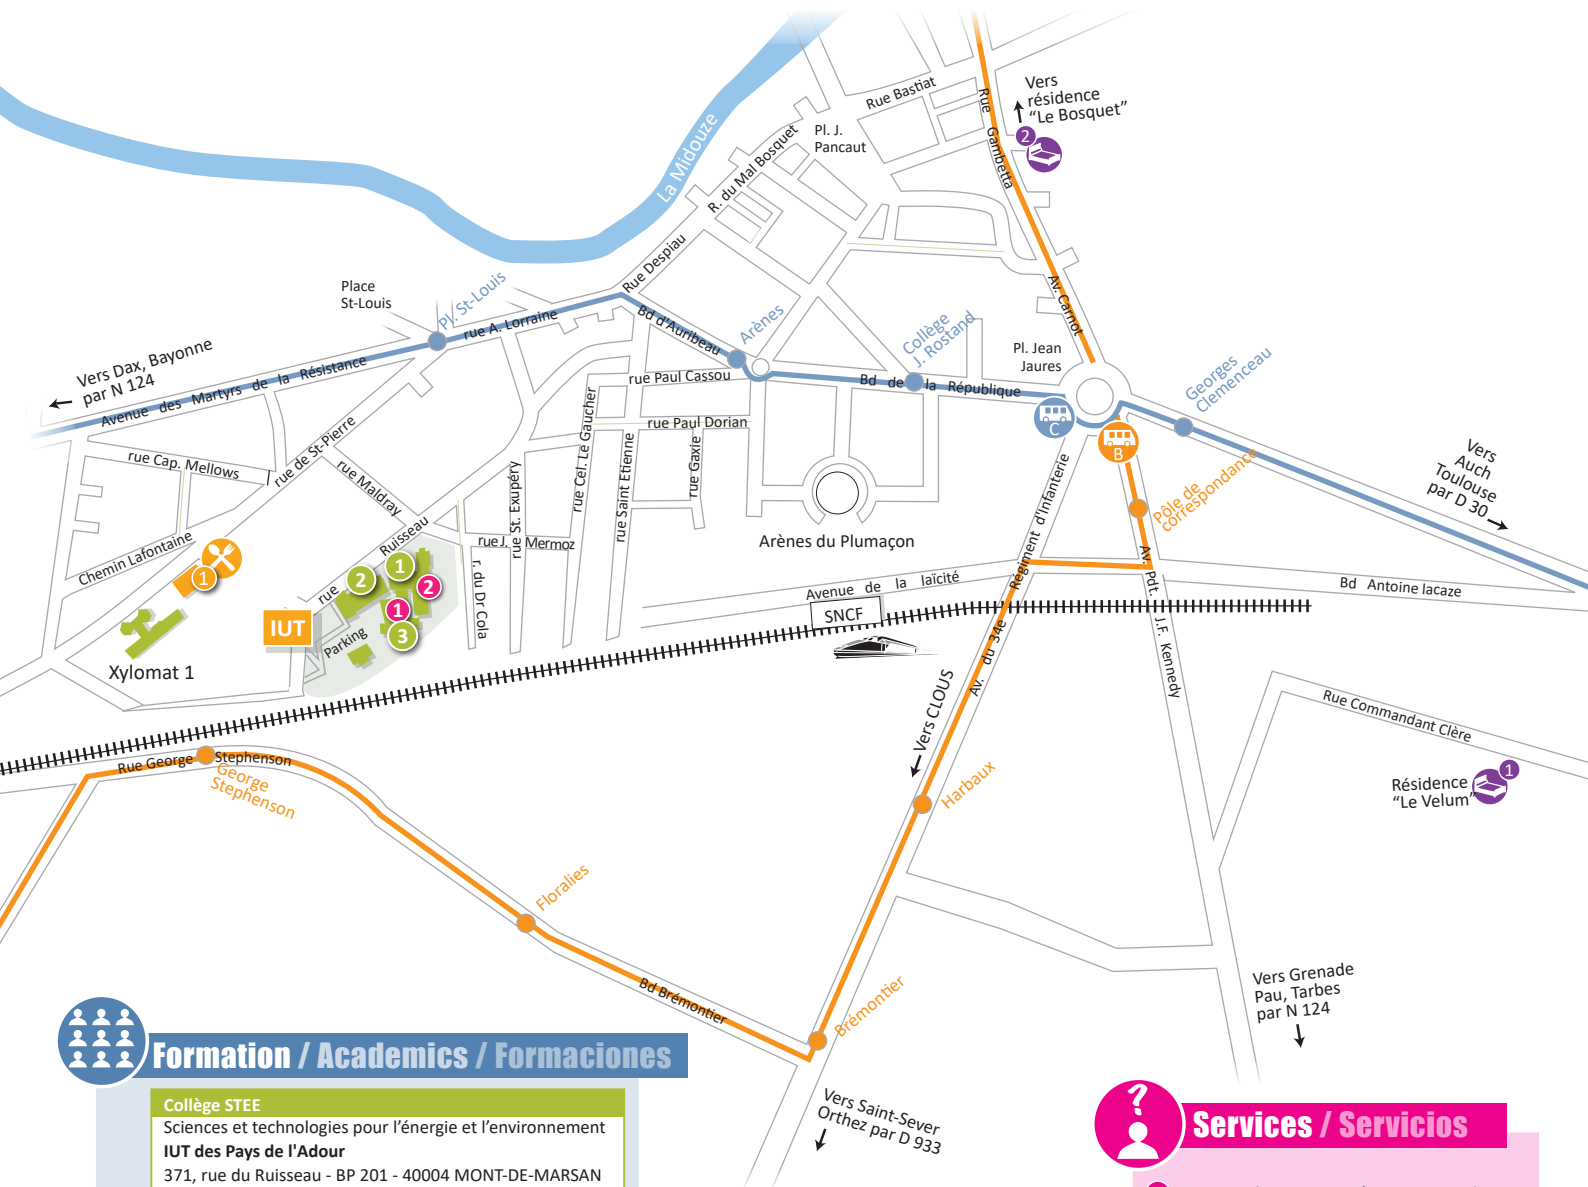 La Midouze
Rue Bastiat
Pl. J.
Pancaut
R. du Mal Bosquet
Rue Gambetta
Vers
résidence
“Le Bosquet”
2
Rue Despiau
Place
St-Louis
Pl. St-Louis
rue A. Lorraine
Bd d'Auribeau
Arènes
Collège
J. Rostand
Av. Carnot
Pl. Jean
Jaures
Georges
Clemenceau
Vers Dax, Bayonne
par N 124
Avenue des Martyrs de la Résistance
rue Paul Cassou
Bd de la République
C
B
rue Paul Dorian
rue Cap. Mellows
rue de St-Pierre
rue Maldray
rue Cel. Le Gaucher
rue Saint Etienne
rue Gaxie
rue St. Exupéry
Vers
Auch
Toulouse
par D 30
Pôle de
correspondance
Chemin Lafontaine
rue Ruisseau
rue J. Mermoz
r. du Dr Cola
Arènes du Plumaçon
Av. du 34e Régiment d'Infanterie
Avenue de la laïcité
Av. Pdt. J.F. Kennedy
Bd Antoine lacaze
1
1
2
2
1
3
IUT
Parking
SNCF
Xylomat 1
Vers CLOUS
Rue Commandant Clère
Rue George Stephenson
George
Stephenson
Harbaux
Résidence
“Le Velum”
1
Floralies
Bd Brémontier
Brémontier
Vers Grenade
Pau, Tarbes
par N 124
Vers Saint-Sever
Orthez par D 933
Formation / Academics / Formaciones
Collège STEE
Sciences et technologies pour l’énergie et l’environnement
IUT des Pays de l'Adour
371, rue du Ruisseau - BP 201 - 40004 MONT-DE-MARSAN
?
Services / Servicios